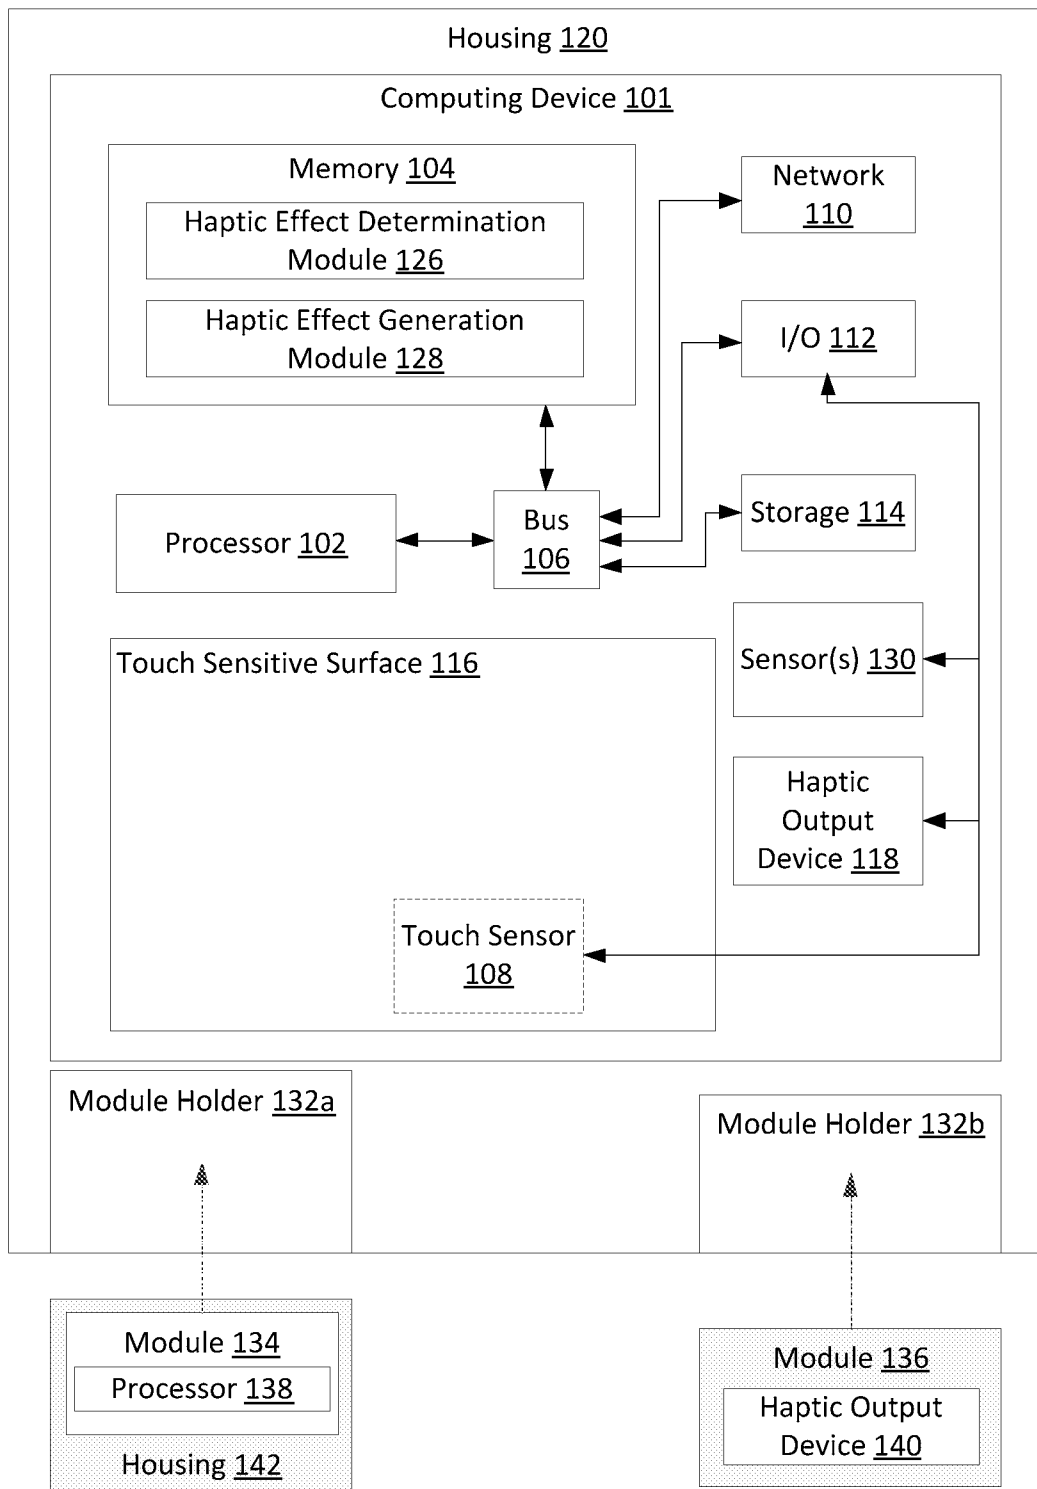 Housing 120
Computing Device 101
Memory 104
Haptic Effect Determination
Module 126
Haptic Effect Generation
Module 128
Network
110
I/O 112
Storage 114
Bus
106
Processor 102
Touch Sensitive Surface 116
Sensor(s) 130
Haptic
Output
Device 118
Touch Sensor
108
Module Holder 132a
Module Holder 132b
Module 134
Processor 138
Housing 142
Module 136
Haptic Output
Device 140